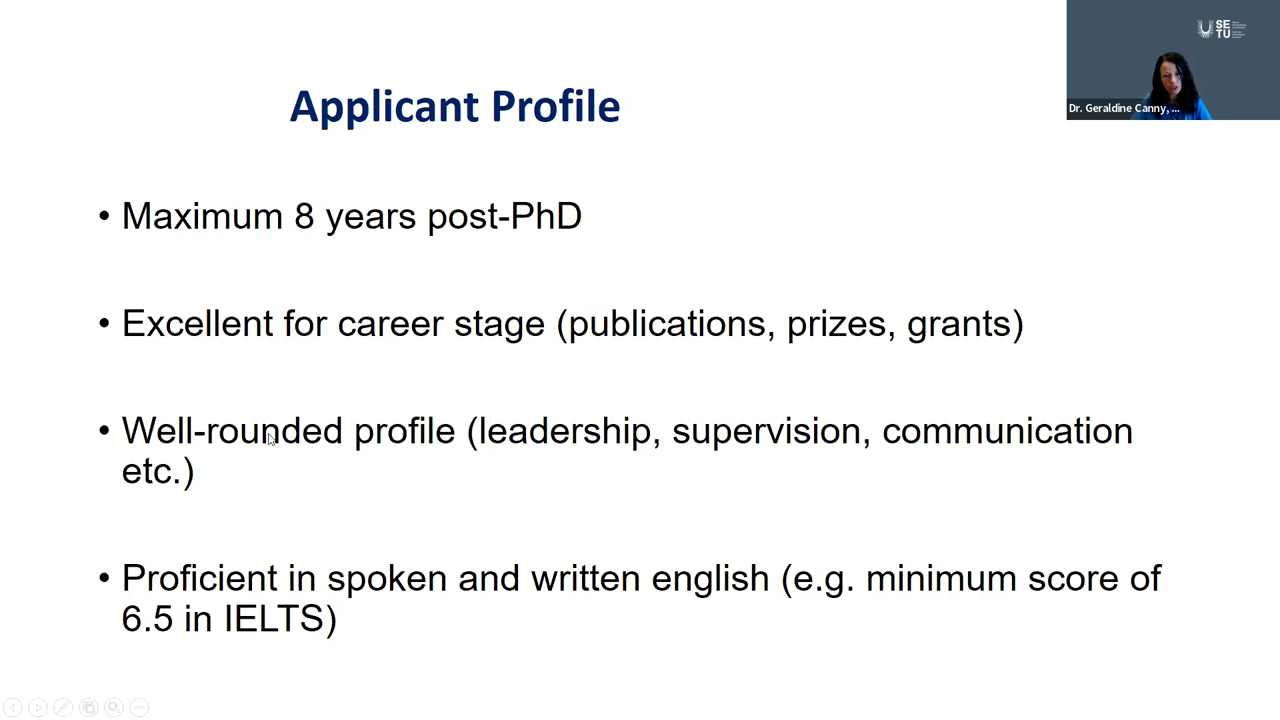 SE
TU
Dr. Geraldine Canny, ...
Applicant Profile
• Maximum 8 years post-PhD
• Excellent for career stage (publications, prizes, grants)
• Well-rounded profile (leadership, supervision, communication
etc.)
• Proficient in spoken and written english (e.g. minimum score of
6.5 in IELTS)